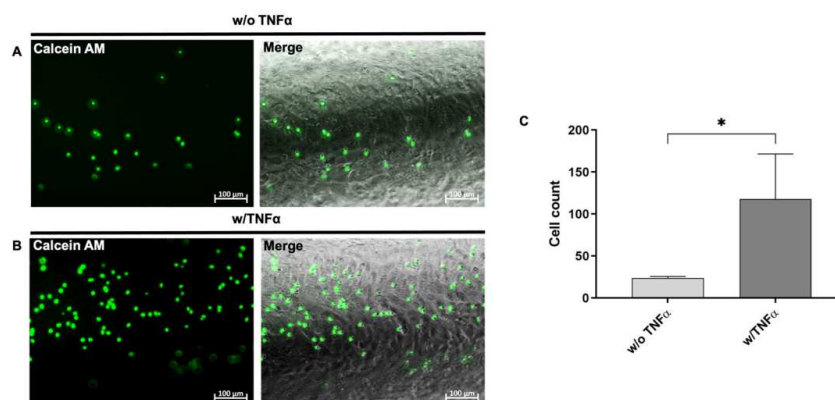 w/o TNFα
A
Calcein AM
Merge
100 µm
100 µm
w/TNFα
B
Calcein AM
Merge
100 µm
100 µm
C
*
Cell count
200
150
100
50
0
w/o TNFα
w/TNFα